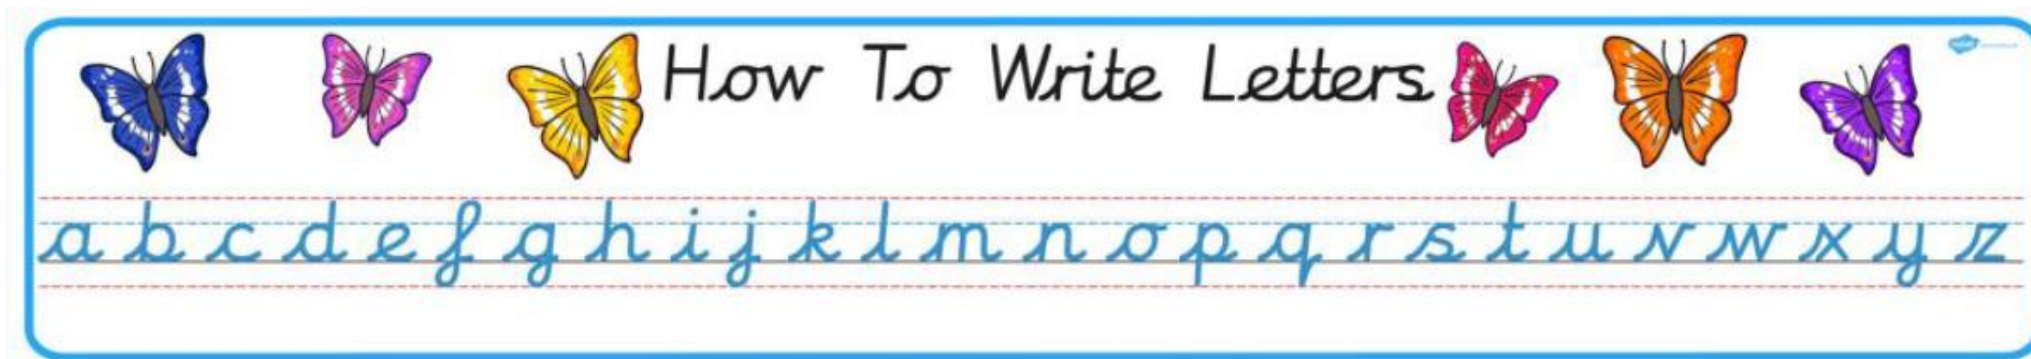 How To Write Letters
a b c d e f g h i j k l m n o p q r s t u v w x y z